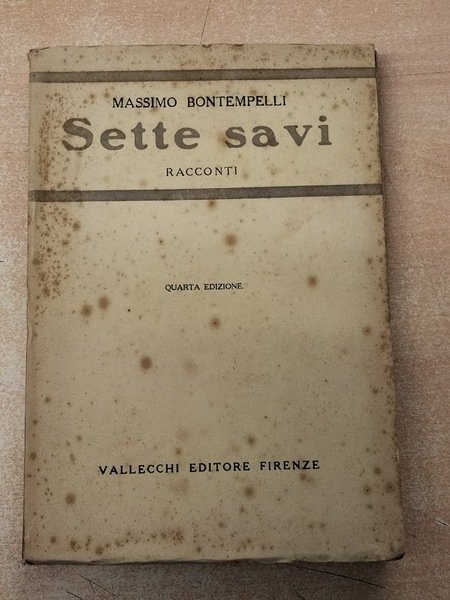 MASSIMO BONTEMPELLI
Sette savi
RACCONTI
QUARTA EDIZIONE.
VALLECCHI EDITORE FIRENZE